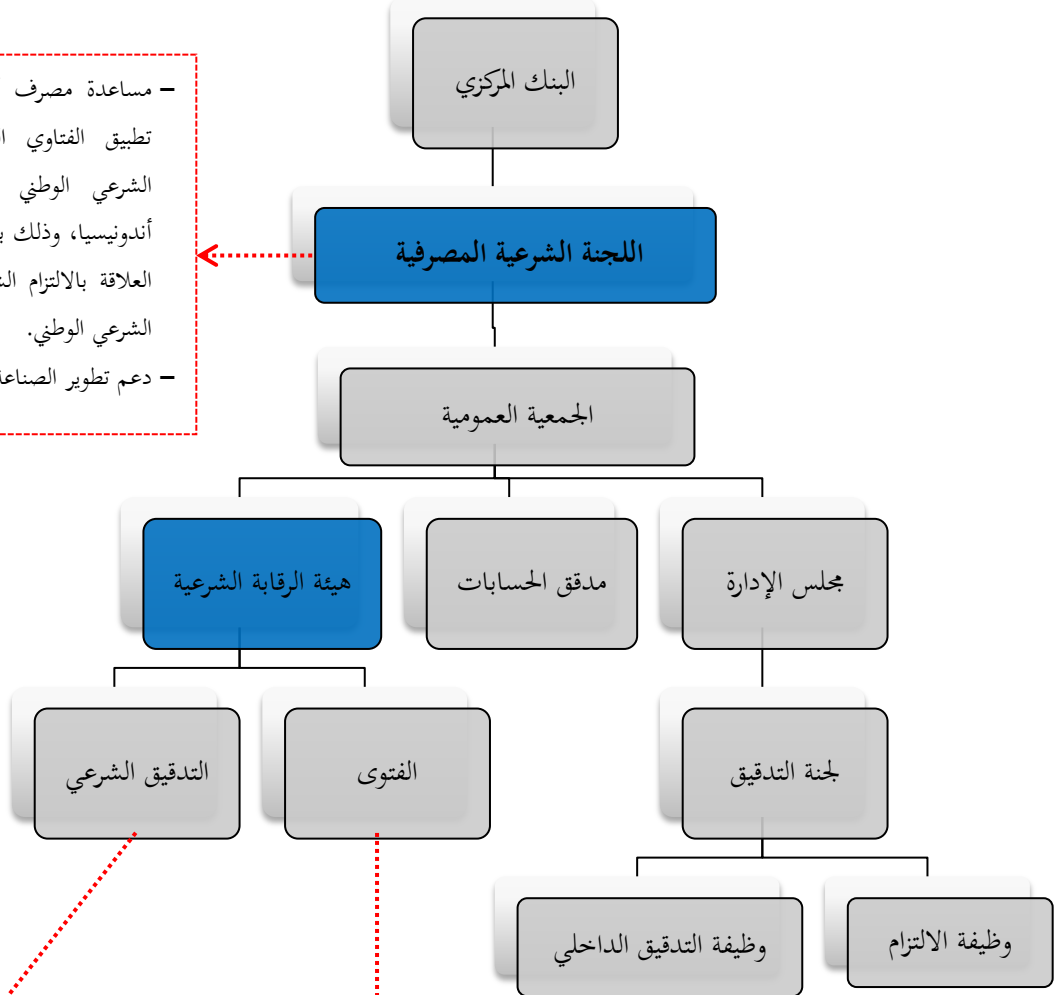 البنك المركزي
اللجنة الشرعية المصرفية
– مساعدة مصرف
تطبيق الفتاوي
الشرعي الوطني
أندونيسيا، وذلك
العلاقة بالالتزام
الشرعي الوطني.
– دعم تطوير الصناعة
الجمعية العمومية
مجلس الإدارة
مدقق الحسابات
هيئة الرقابة الشرعية
لجنة التدقيق
الفتوى
التدقيق الشرعي
وظيفة الالتزام
وظيفة التدقيق الداخلي